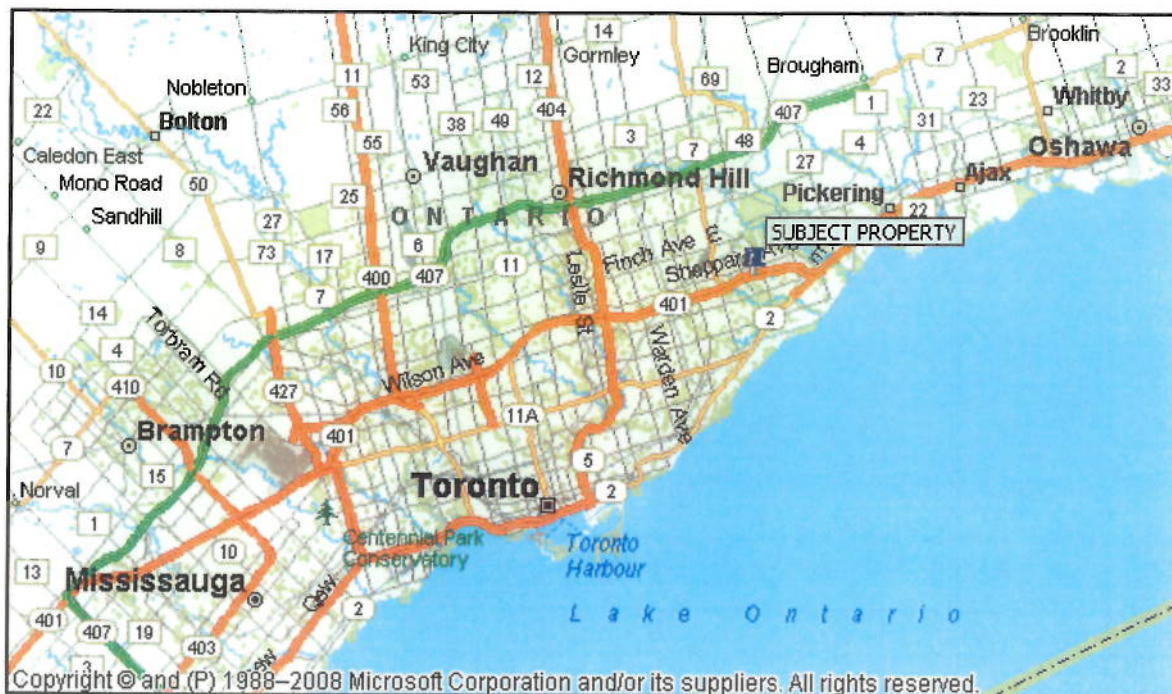 King City
14
Gormley
Brooklin
11
53
12
7
2
Nobleton
69
Brougham
33
22
Bolton
56
404
407
1
23
Whitby
55
38
49
3
7
48
4
31
Oshawa
Caledon East
Vaughan
27
Mono Road
50
Richmond Hill
Pickering
Ajax
25
22
Sandhill
27
ONTARIO
SUBJECT PROPERTY
9
8
73
17
6
11
Finch Ave
Sheppard Ave
400
407
7
Leslie St
401
14
Torbram Rd
2
4
Warden Ave
10
410
Wilson Ave
427
11A
Brampton
401
7
5
15
Toronto
2
Norval
1
Centennial Park
Conservatory
Toronto
Harbour
10
13
Mississauga
Qew
2
Lake Ontario
401
407
19
403
3
Copyright © and (P) 1988–2008 Microsoft Corporation and/or its suppliers. All rights reserved.